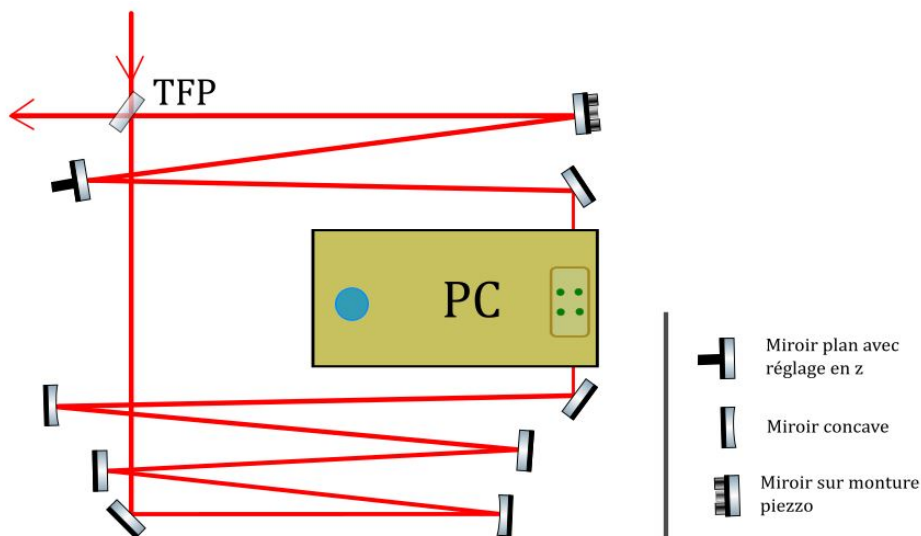 TFP
PC
Miroir plan avec
réglage en z
Miroir concave
Miroir sur monture
piezzo